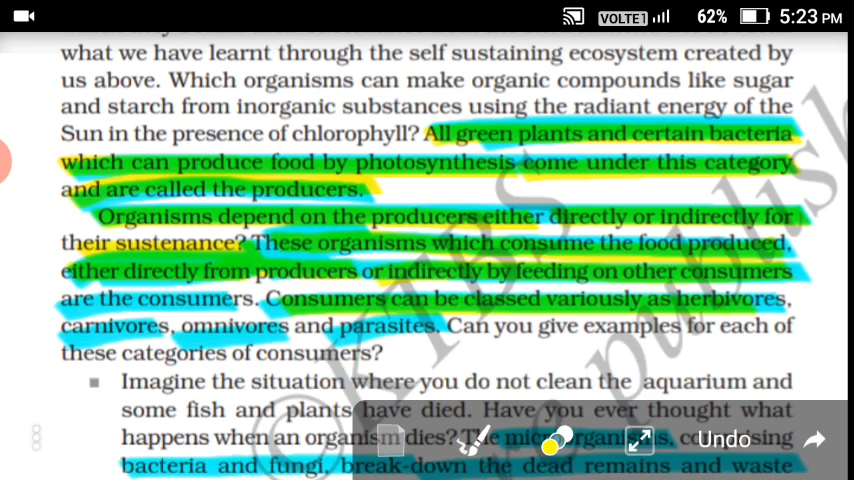 VOLTE1 62% 5:23 PM
what we have learnt through the self sustaining ecosystem created by
us above. Which organisms can make organic compounds like sugar
and starch from inorganic substances using the radiant energy of the
Sun in the presence of chlorophyll? All green plants and certain bacteria
which can produce food by photosynthesis come under this category
and are called the producers.
Organisms depend on the producers either directly or indirectly for
their sustenance? These organisms which consume the food produced,
either directly from producers or indirectly by feeding on other consumers
are the consumers. Consumers can be classed variously as herbivores,
carnivores, omnivores and parasites. Can you give examples for each of
these categories of consumers?
■ Imagine the situation where you do not clean the aquarium and
some fish and plants have died. Have you ever thought what
happens when an organism dies? The microorganisms, comprising
bacteria and fungi, break-down the dead remains and waste
Undo